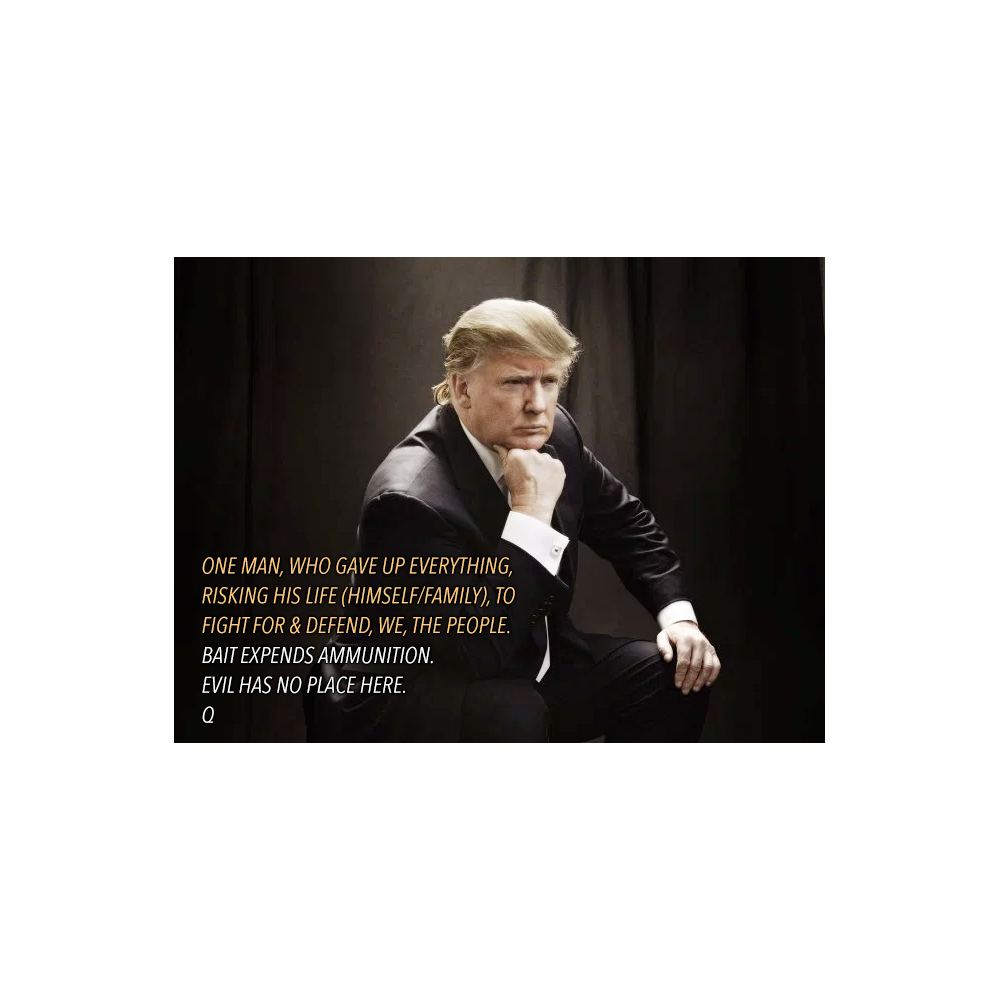 ONE MAN, WHO GAVE UP EVERYTHING,
RISKING HIS LIFE (HIMSELF/FAMILY), TO
FIGHT FOR & DEFEND, WE, THE PEOPLE.
BAIT EXPENDS AMMUNITION.
EVIL HAS NO PLACE HERE.
Q